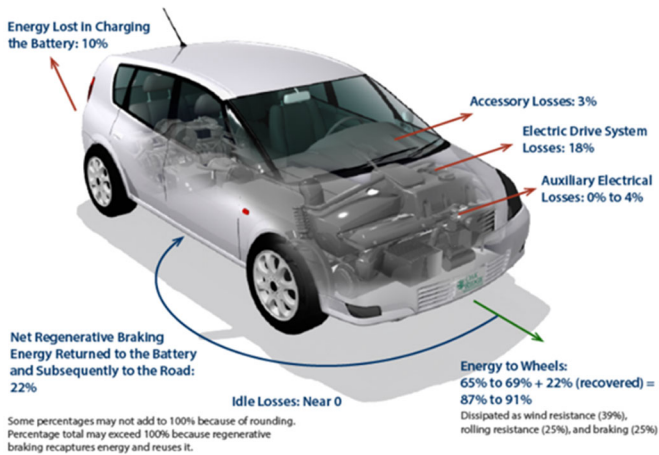 Energy Lost in Charging
the Battery: 10%
Accessory Losses: 3%
Electric Drive System
Losses: 18%
Auxiliary Electrical
Losses: 0% to 4%
Net Regenerative Braking
Energy Returned to the Battery
and Subsequently to the Road:
22%
Idle Losses: Near 0
Energy to Wheels:
65% to 69% + 22% (recovered) =
87% to 91%
Dissipated as wind resistance (39%),
rolling resistance (25%), and braking (25%)
Some percentages may not add to 100% because of rounding.
Percentage total may exceed 100% because regenerative
braking recaptures energy and reuses it.